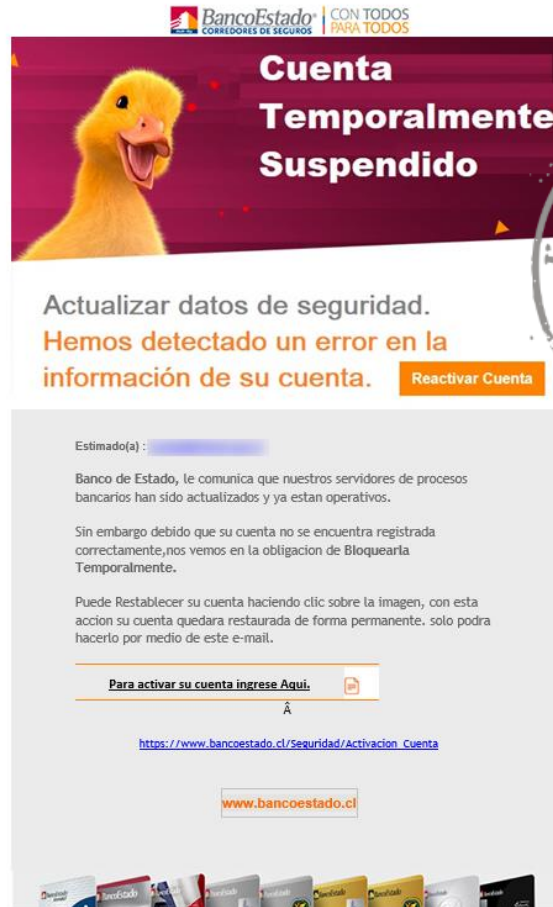 BancoEstado®
CORREDORES DE SEGUROS
CON TODOS
PARA TODOS
Cuenta
Temporalmente
Suspendido
Actualizar datos de seguridad.
Hemos detectado un error en la
información de su cuenta.
Reactivar Cuenta
Estimado(a) :
Banco de Estado, le comunica que nuestros servidores de procesos
bancarios han sido actualizados y ya estan operativos.
Sin embargo debido que su cuenta no se encuentra registrada
correctamente,nos vemos en la obligacion de Bloquearla
Temporalmente.
Puede Restablecer su cuenta haciendo clic sobre la imagen, con esta
accion su cuenta quedara restaurada de forma permanente. solo podra
hacerlo por medio de este e-mail.
Para activar su cuenta ingrese Aqui.
Â
https://www.bancoestado.cl/Seguridad/Activacion_Cuenta
www.bancoestado.cl
BancoEstado
BancoEstado
BancoEstado
BancoEstado